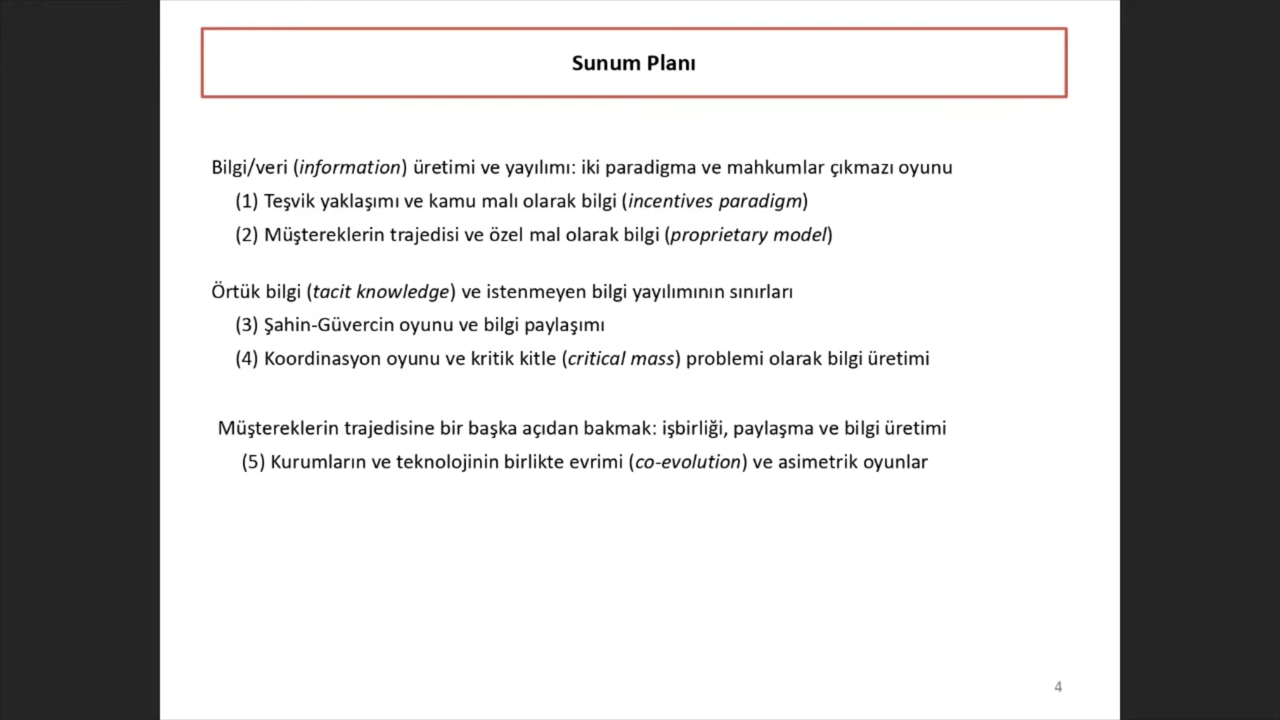 Sunum Planı
Bilgi/veri (information) üretimi ve yayılımı: iki paradigma ve mahkumlar çıkmazı oyunu
(1) Teşvik yaklaşımı ve kamu malı olarak bilgi (incentives paradigm)
(2) Müştereklerin trajedisi ve özel mal olarak bilgi (proprietary model)
Örtük bilgi (tacit knowledge) ve istenmeyen bilgi yayılımının sınırları
(3) Şahin-Güvercin oyunu ve bilgi paylaşımı
(4) Koordinasyon oyunu ve kritik kitle (critical mass) problemi olarak bilgi üretimi
Müştereklerin trajedisine bir başka açıdan bakmak: işbirliği, paylaşma ve bilgi üretimi
(5) Kurumların ve teknolojinin birlikte evrimi (co-evolution) ve asimetrik oyunlar
4